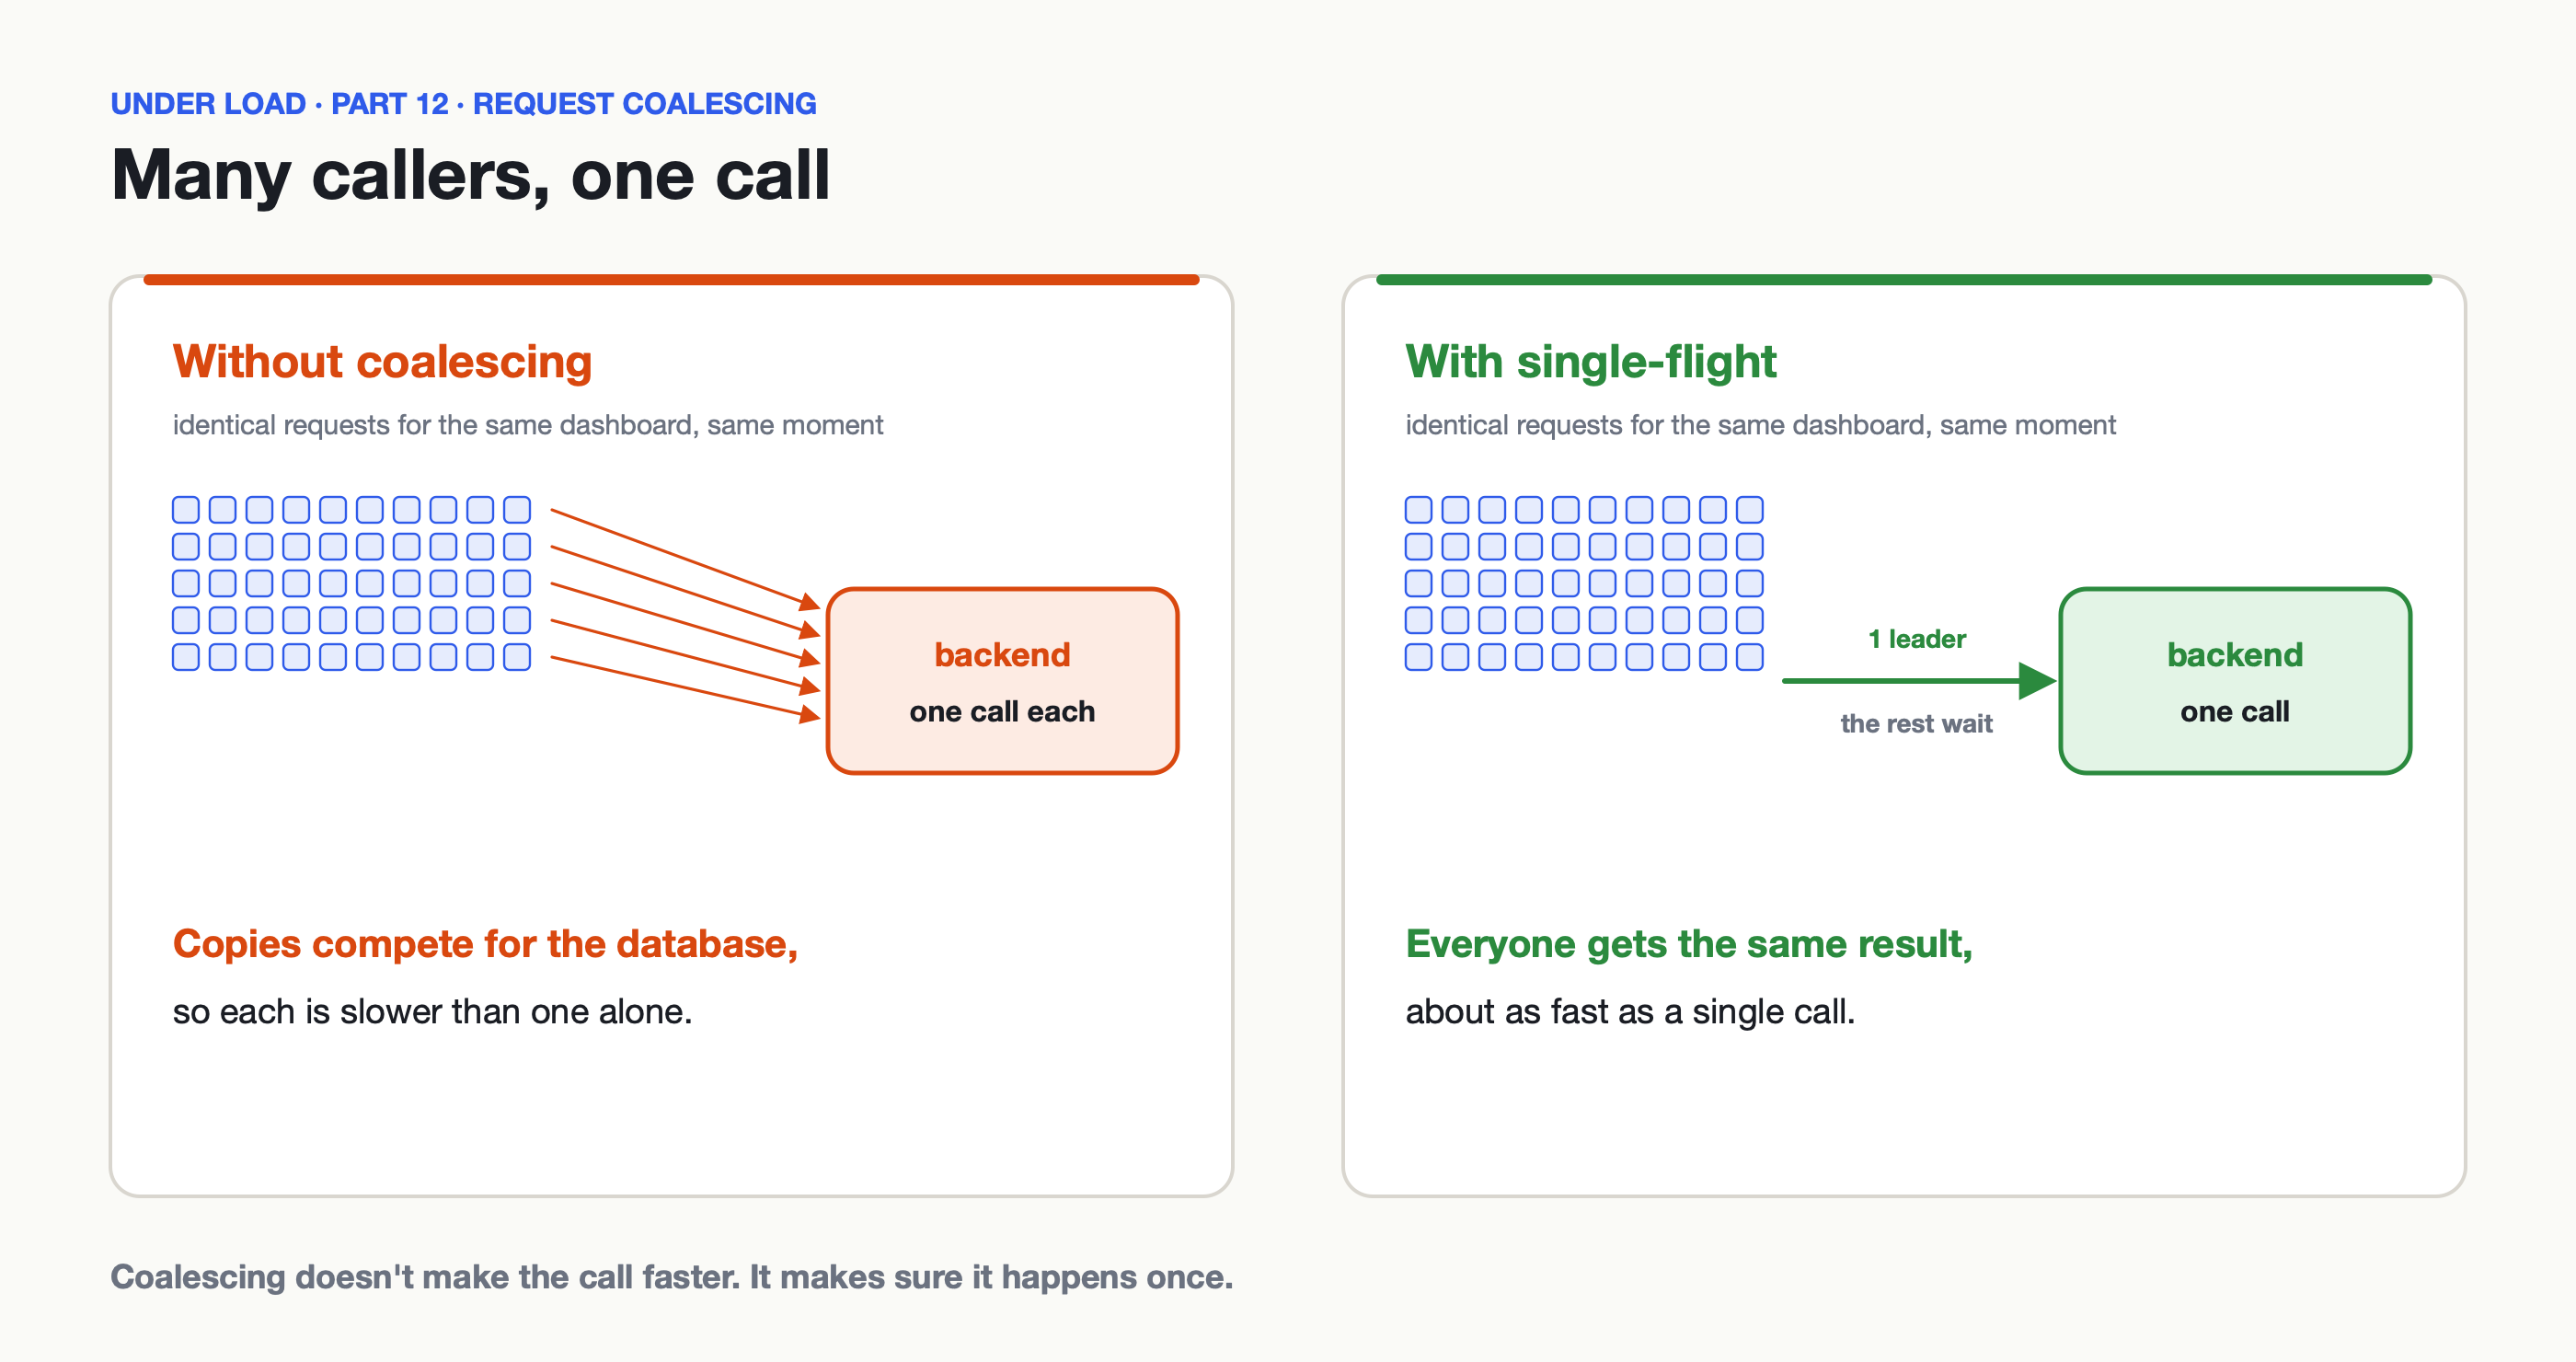 UNDER LOAD · PART 12 · REQUEST COALESCING
Many callers, one call
Without coalescing
identical requests for the same dashboard, same moment
backend
one call each
Copies compete for the database,
so each is slower than one alone.
With single-flight
identical requests for the same dashboard, same moment
1 leader
the rest wait
backend
one call
Everyone gets the same result,
about as fast as a single call.
Coalescing doesn't make the call faster. It makes sure it happens once.